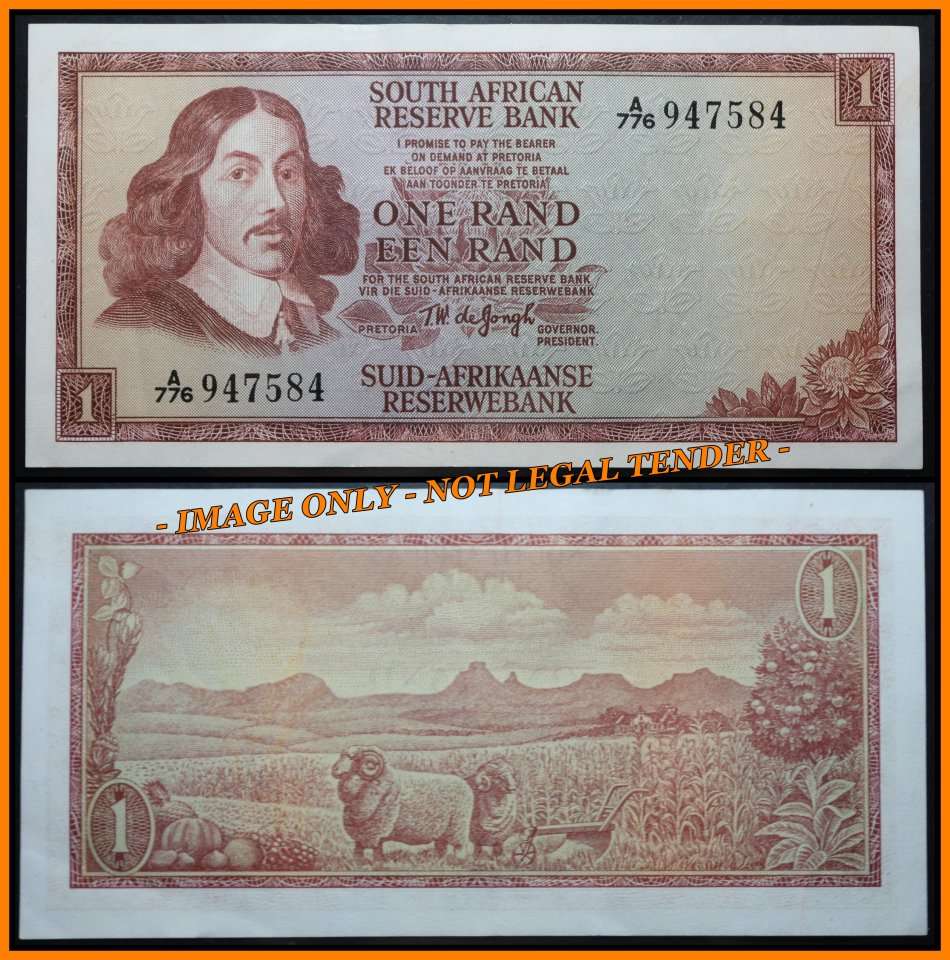 1
SOUTH AFRICAN
RESERVE BANK
A/776 947584
I PROMISE TO PAY THE BEARER
ON DEMAND AT PRETORIA
EK BELOOF OP AANVRAAG TE BETAAL
AAN TOONDER TE PRETORIA
ONE RAND
EEN RAND
FOR THE SOUTH AFRICAN RESERVE BANK
VIR DIE SUID-AFRIKAANSE RESERWEBANK
PRETORIA T.W. de Jongh GOVERNOR.
PRESIDENT.
A/776 947584
SUID-AFRIKAANSE
RESERWEBANK
1
- IMAGE ONLY - NOT LEGAL TENDER -
1
1